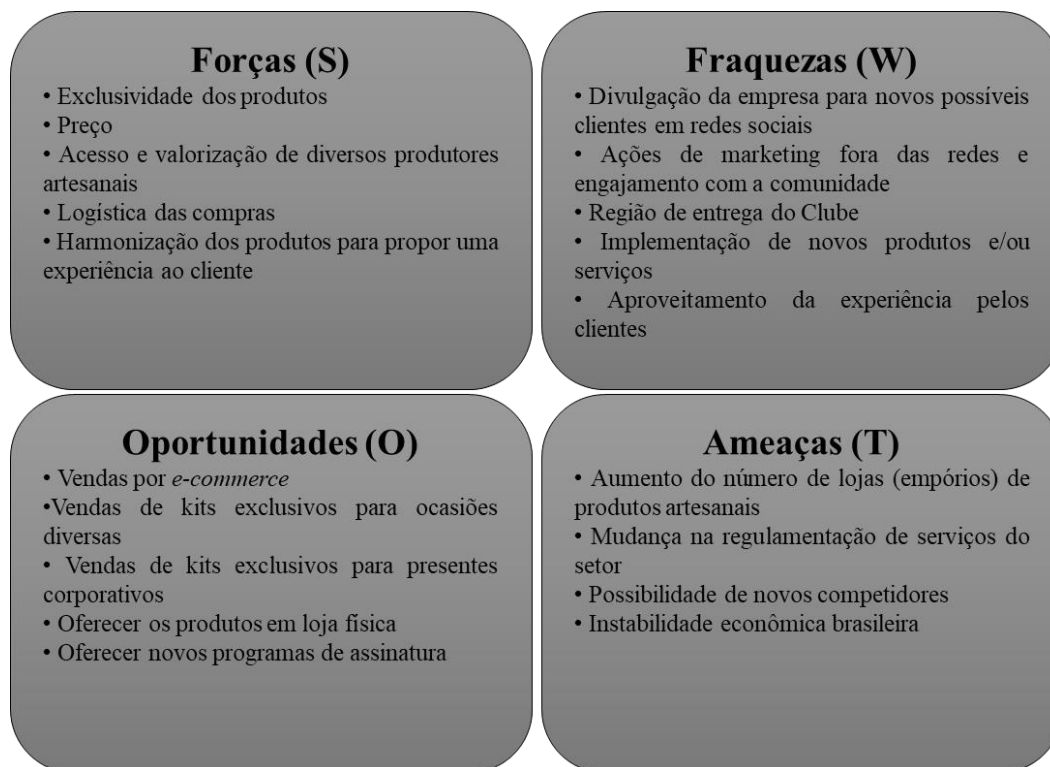 Forças (S)
• Exclusividade dos produtos
• Preço
• Acesso e valorização de diversos produtores
artesanais
• Logística das compras
• Harmonização dos produtos para propor uma
experiência ao cliente
Fraquezas (W)
• Divulgação da empresa para novos possíveis
clientes em redes sociais
• Ações de marketing fora das redes e
engajamento com a comunidade
• Região de entrega do Clube
• Implementação de novos produtos e/ou
serviços
• Aproveitamento da experiência pelos
clientes
Oportunidades (O)
• Vendas por e-commerce
•Vendas de kits exclusivos para ocasiões
diversas
• Vendas de kits exclusivos para presentes
corporativos
• Oferecer os produtos em loja física
• Oferecer novos programas de assinatura
Ameaças (T)
• Aumento do número de lojas (empórios) de
produtos artesanais
• Mudança na regulamentação de serviços do
setor
• Possibilidade de novos competidores
• Instabilidade econômica brasileira